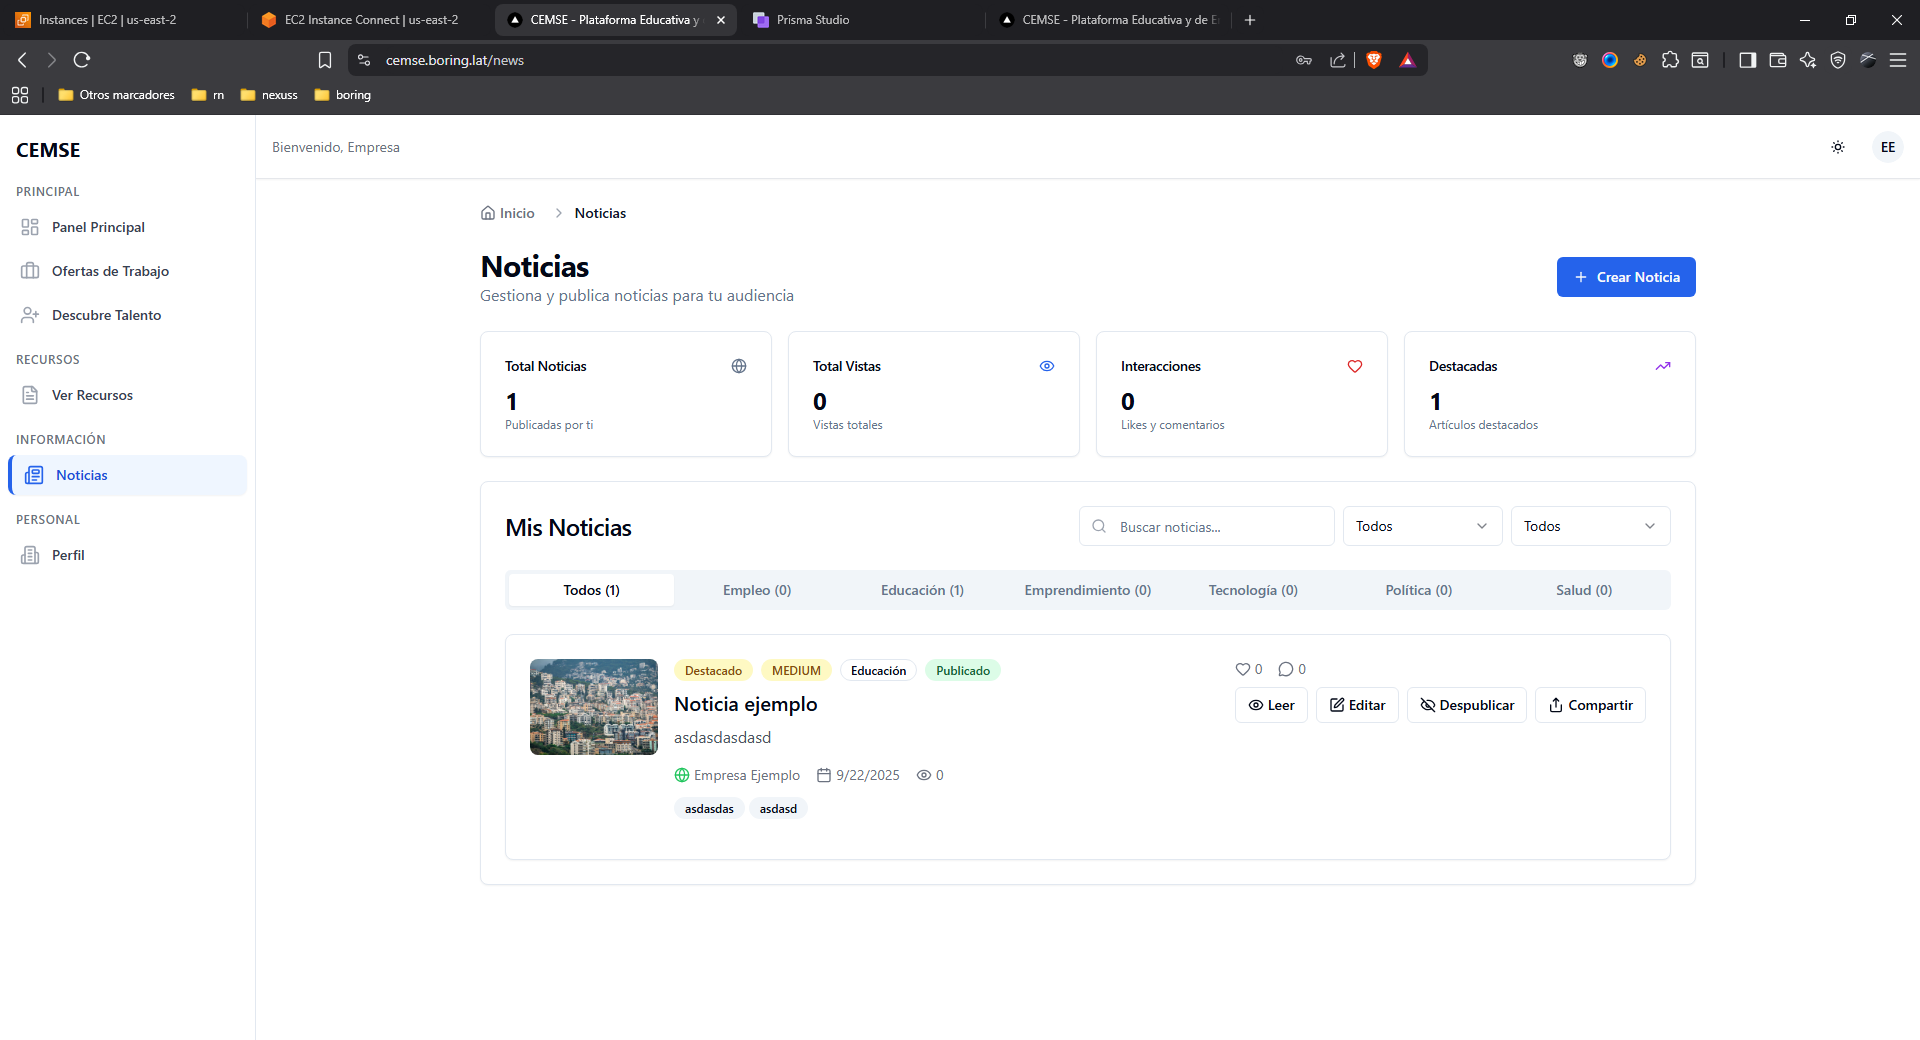 Instances | EC2 | us-east-2
EC2 Instance Connect | us-east-2
CEMSE - Plataforma Educativa y
Prisma Studio
CEMSE - Plataforma Educativa y de E
cemse.boring.lat/news
Otros marcadores
rn
nexuss
boring
CEMSE
Bienvenido, Empresa
EE
PRINCIPAL
Panel Principal
Ofertas de Trabajo
Descubre Talento
RECURSOS
Ver Recursos
INFORMACIÓN
Noticias
PERSONAL
Perfil
Inicio
Noticias
Noticias
Gestiona y publica noticias para tu audiencia
Crear Noticia
Total Noticias
1
Publicadas por ti
Total Vistas
0
Vistas totales
Interacciones
0
Likes y comentarios
Destacadas
1
Artículos destacados
Mis Noticias
Buscar noticias...
Todos
Todos
Todos (1)
Empleo (0)
Educación (1)
Emprendimiento (0)
Tecnología (0)
Política (0)
Salud (0)
Destacado
MEDIUM
Educación
Publicado
0
0
Noticia ejemplo
Leer
Editar
Despublicar
Compartir
asdasdasdasd
Empresa Ejemplo
9/22/2025
0
asdasdas
asdasd